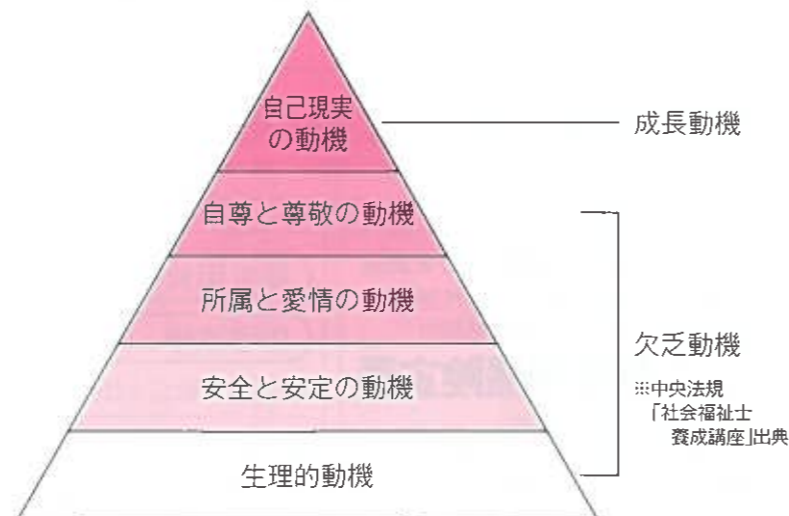 自己現実
の動機
成長動機
自尊と尊敬の動機
所属と愛情の動機
欠乏動機
安全と安定の動機
※中央法規
「社会福祉士
養成講座」出典
生理的動機